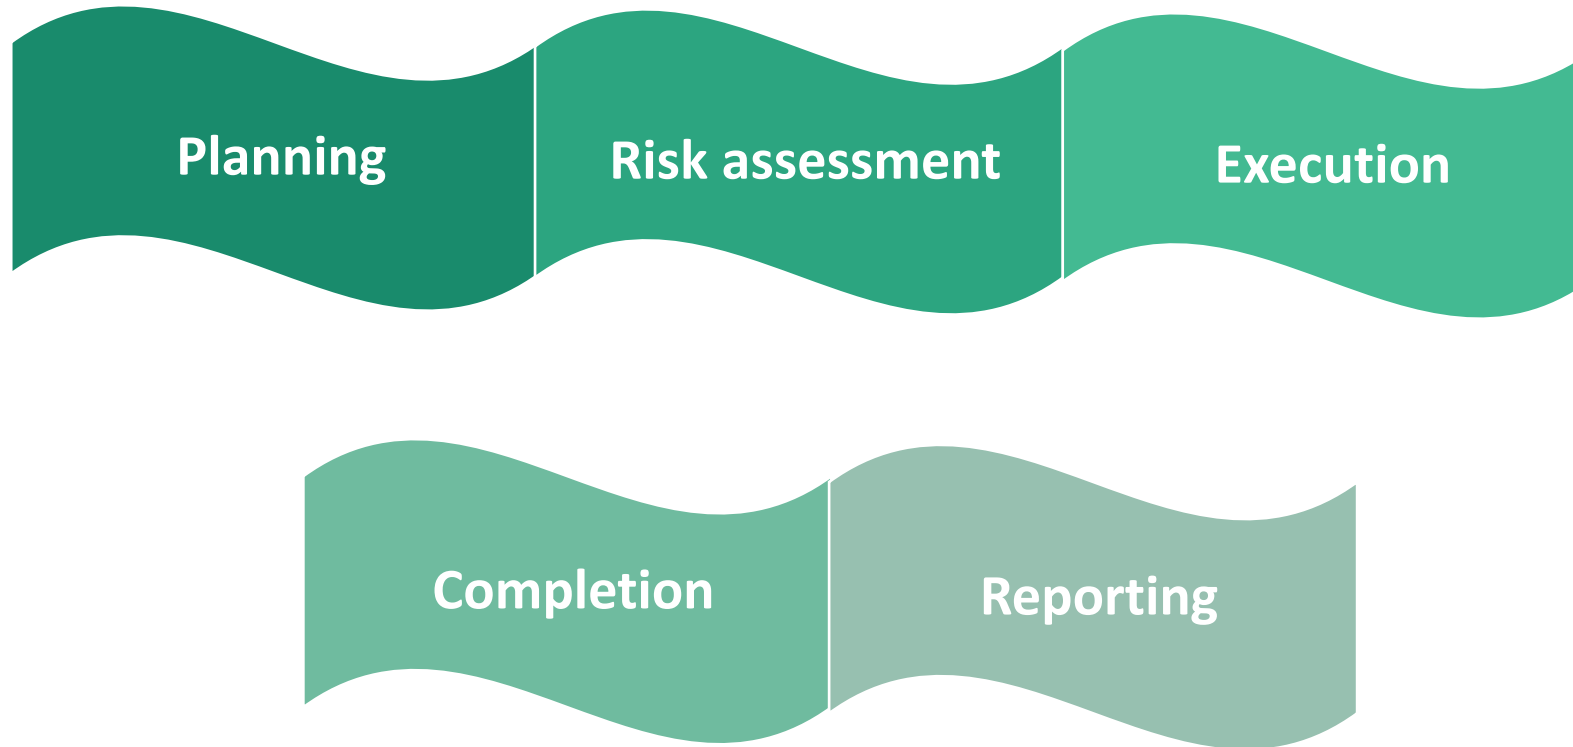 Planning
Risk assessment
Execution
Completion
Reporting